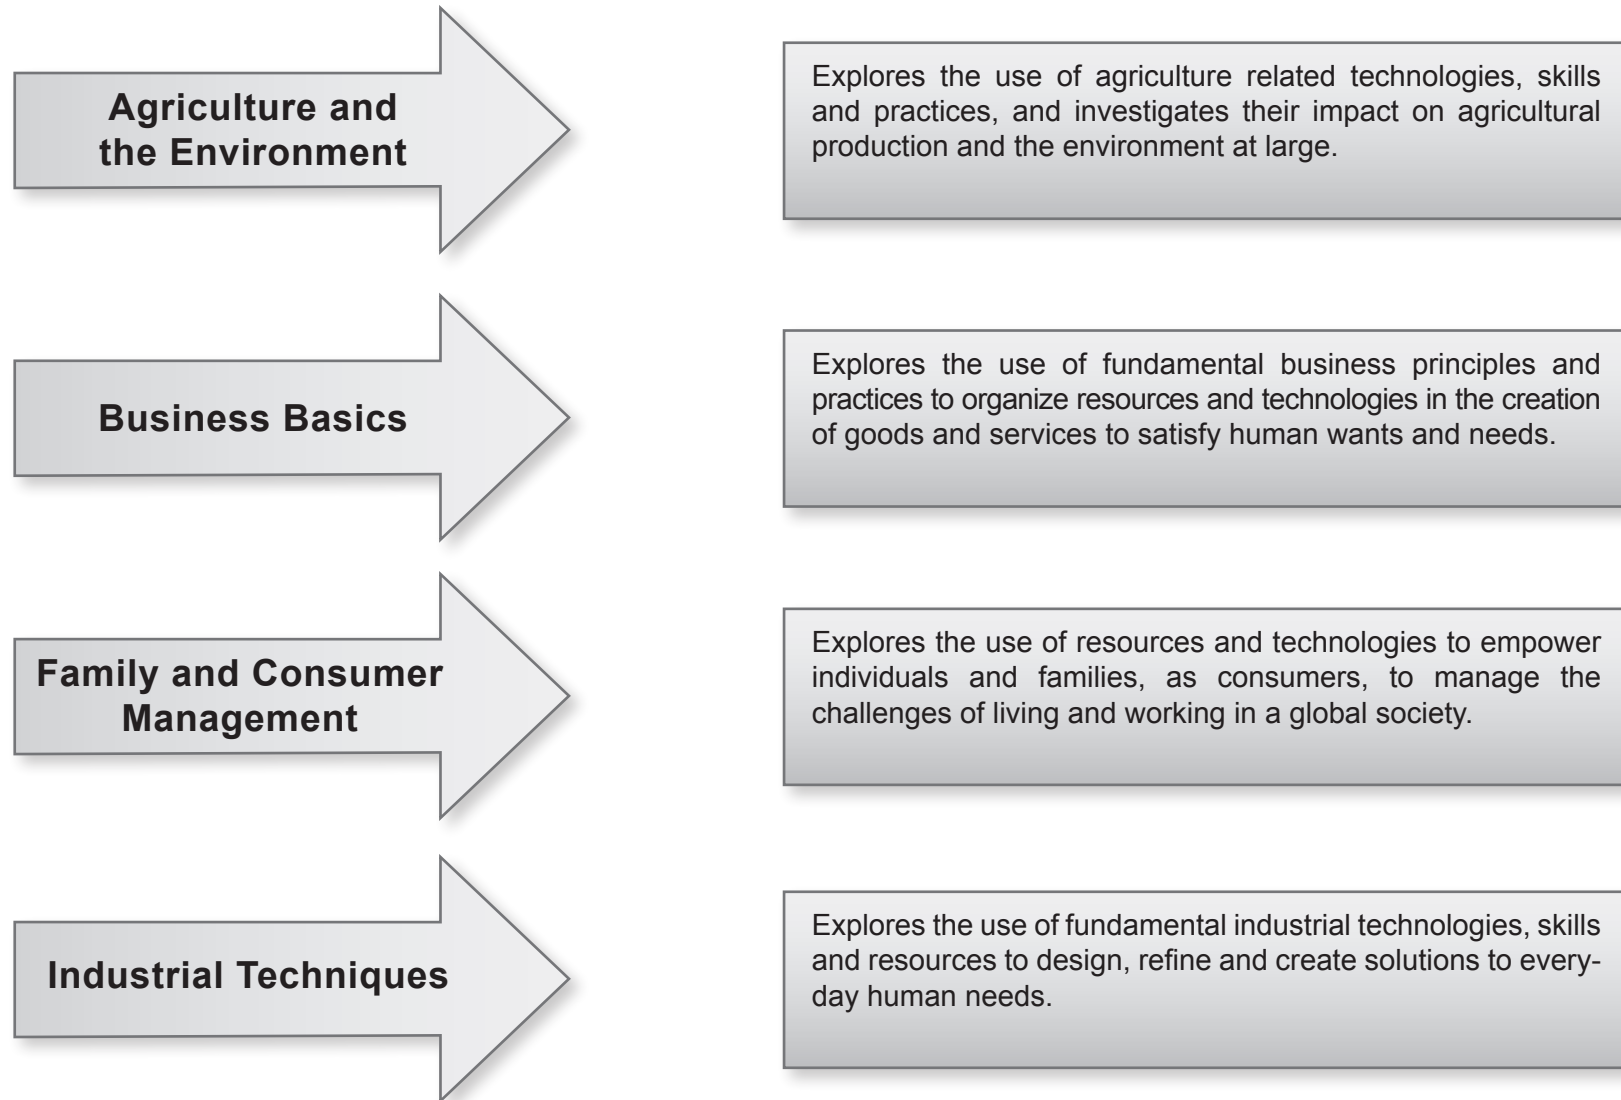 Agriculture and
the Environment
Explores the use of agriculture related technologies, skills
and practices, and investigates their impact on agricultural
production and the environment at large.
Business Basics
Explores the use of fundamental business principles and
practices to organize resources and technologies in the creation
of goods and services to satisfy human wants and needs.
Family and Consumer
Management
Explores the use of resources and technologies to empower
individuals and families, as consumers, to manage the
challenges of living and working in a global society.
Industrial Techniques
Explores the use of fundamental industrial technologies, skills
and resources to design, refine and create solutions to every-
day human needs.